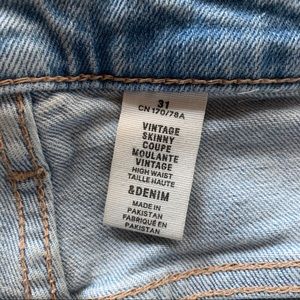 31
CN 170/78A
VINTAGE
SKINNY
COUPE
MOULANTE
VINTAGE
HIGH WAIST
TAILLE HAUTE
&DENIM
MADE IN
PAKISTAN
FABRIQUÉ EN
PAKISTAN